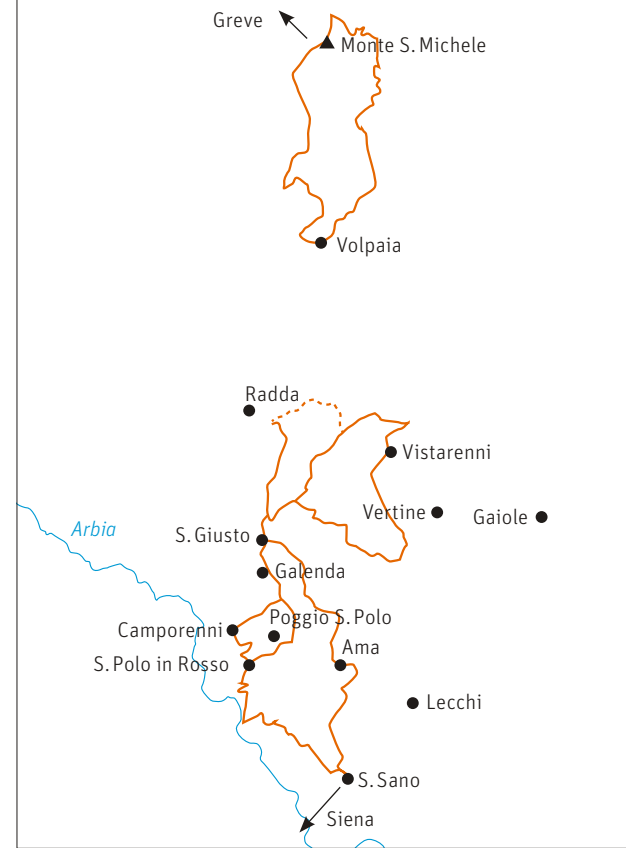 Greve
Monte S. Michele
Volpaia
Radda
Vistarenni
Vertine
Gaiole
Arbia
S. Giusto
Galenda
Poggio S. Polo
Camporenni
Ama
S. Polo in Rosso
Lecchi
S. Sano
Siena